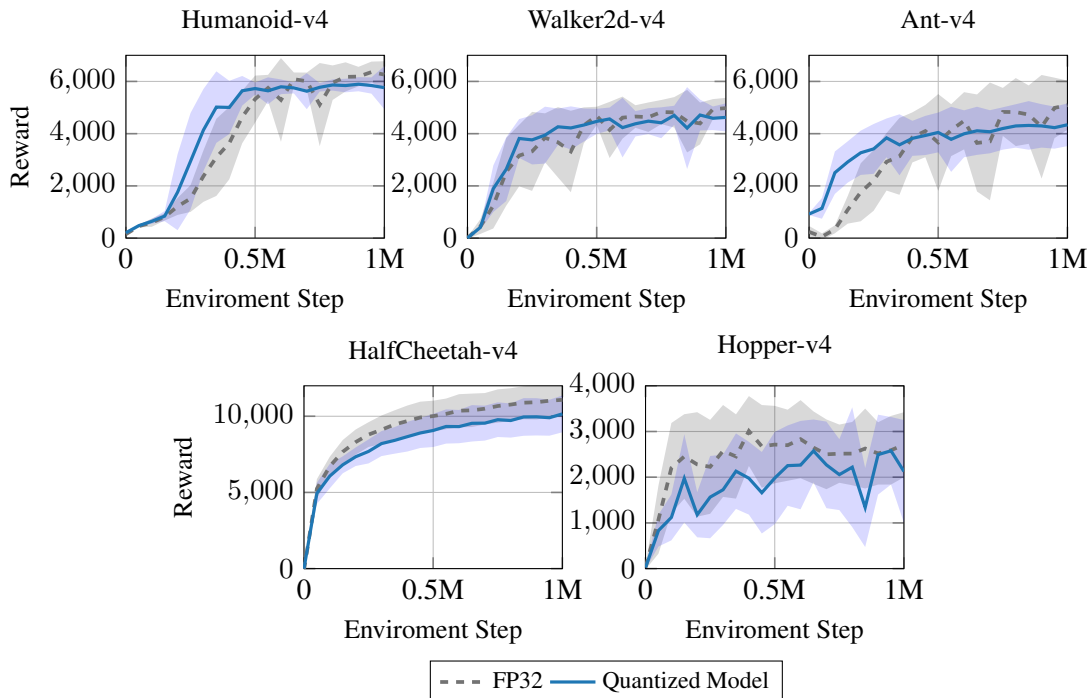 Humanoid-v4
Walker2d-v4
Ant-v4
Reward
6,000
4,000
2,000
0
0
0.5M
1M
Enviroment Step
6,000
4,000
2,000
0
0
0.5M
1M
Enviroment Step
6,000
4,000
2,000
0
0
0.5M
1M
Enviroment Step
HalfCheetah-v4
Hopper-v4
Reward
10,000
5,000
0
0
0.5M
1M
Enviroment Step
4,000
3,000
2,000
1,000
0
0
0.5M
1M
Enviroment Step
FP32 Quantized Model